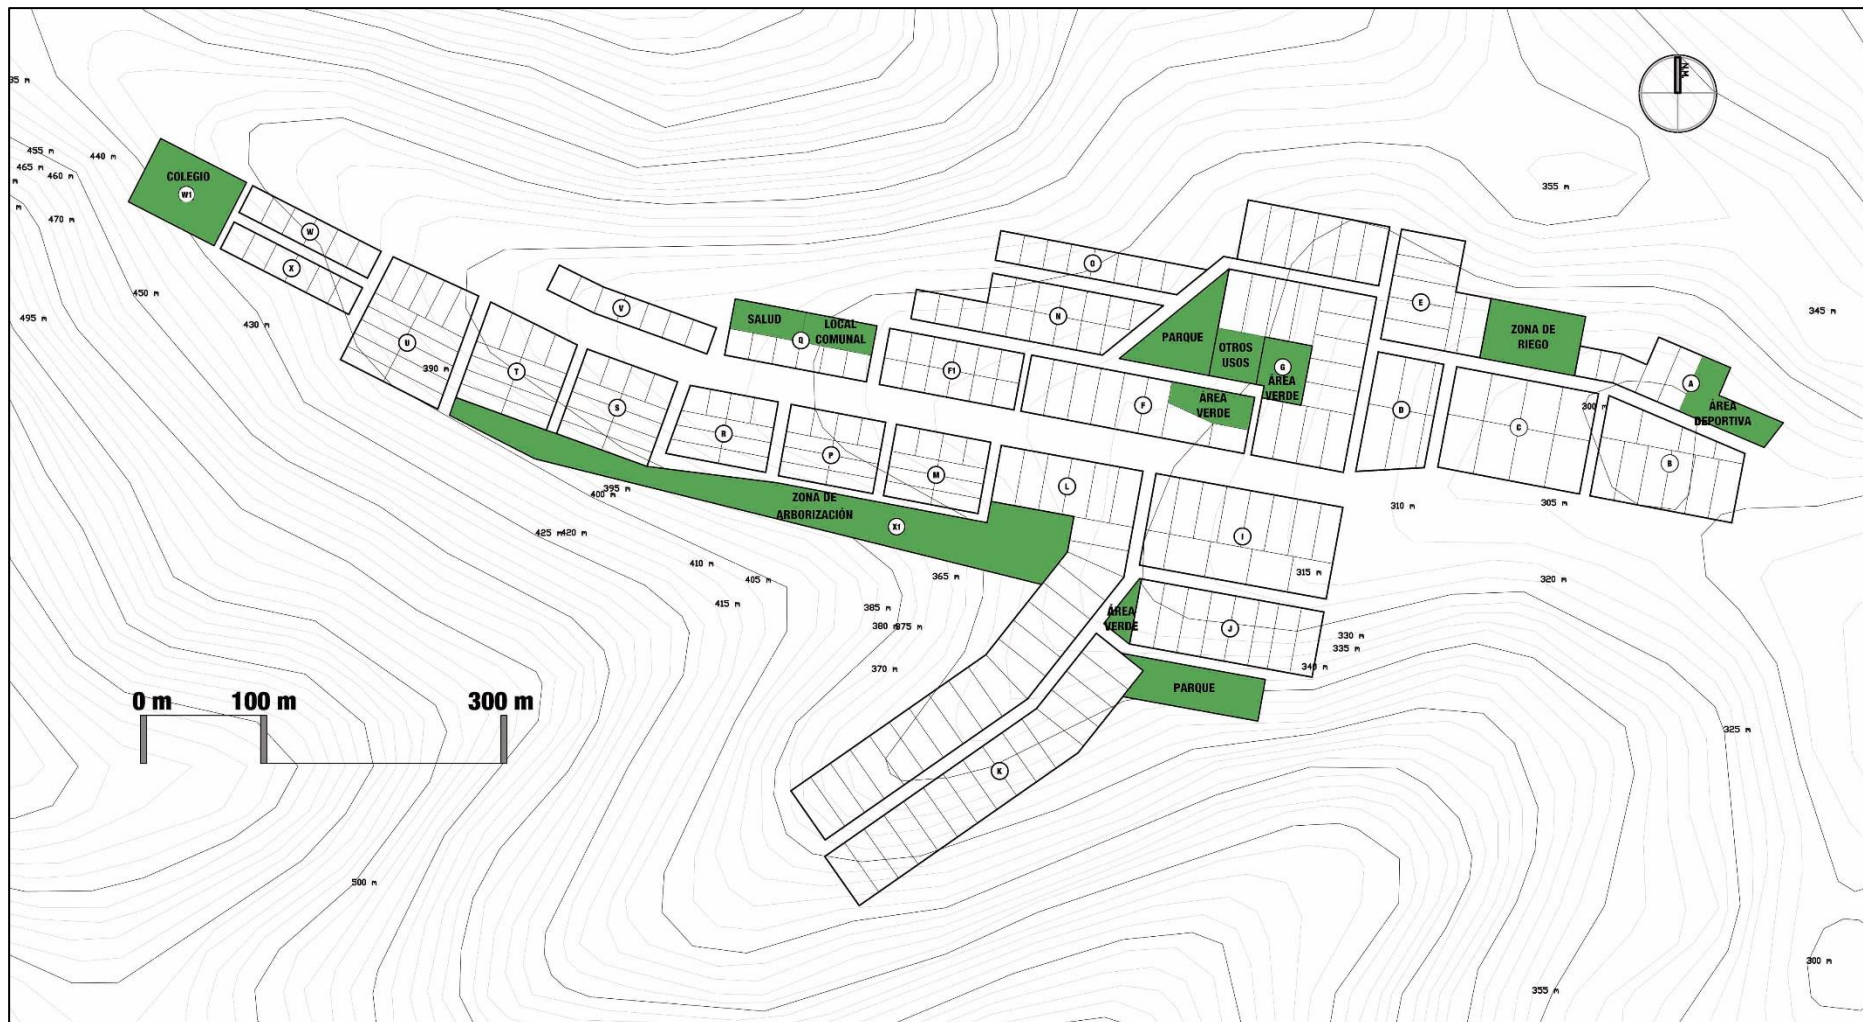 N.M.
455 m
440 m
465 m
460 m
COLEGIO
W1
355 m
470 m
W
X
O
450 m
E
345 m
495 m
V
N
430 m
SALUD
LOCAL
COMUNAL
Q
PARQUE
OTROS
USOS
G
ÁREA
VERDE
ZONA DE
RIEGO
U
390 m
T
F1
A
S
F
ÁREA
VERDE
D
300 m
ÁREA
DEPORTIVA
C
R
P
M
B
L
395 m
400 m
ZONA DE
ARBORIZACIÓN
X1
310 m
305 m
425 m
420 m
I
410 m
405 m
365 m
315 m
320 m
415 m
385 m
380 m
375 m
ÁREA
VERDE
J
330 m
335 m
370 m
340 m
PARQUE
0 m
100 m
300 m
325 m
K
500 m
300 m
355 m